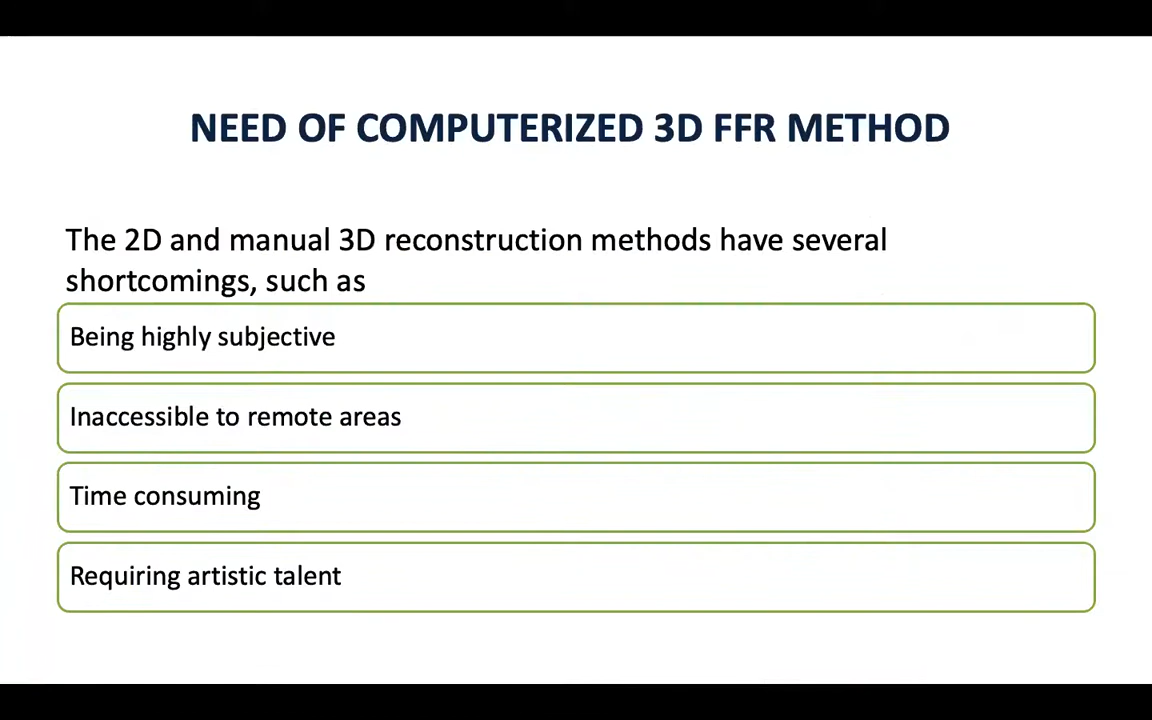 NEED OF COMPUTERIZED 3D FFR METHOD
The 2D and manual 3D reconstruction methods have several
shortcomings, such as
Being highly subjective
Inaccessible to remote areas
Time consuming
Requiring artistic talent